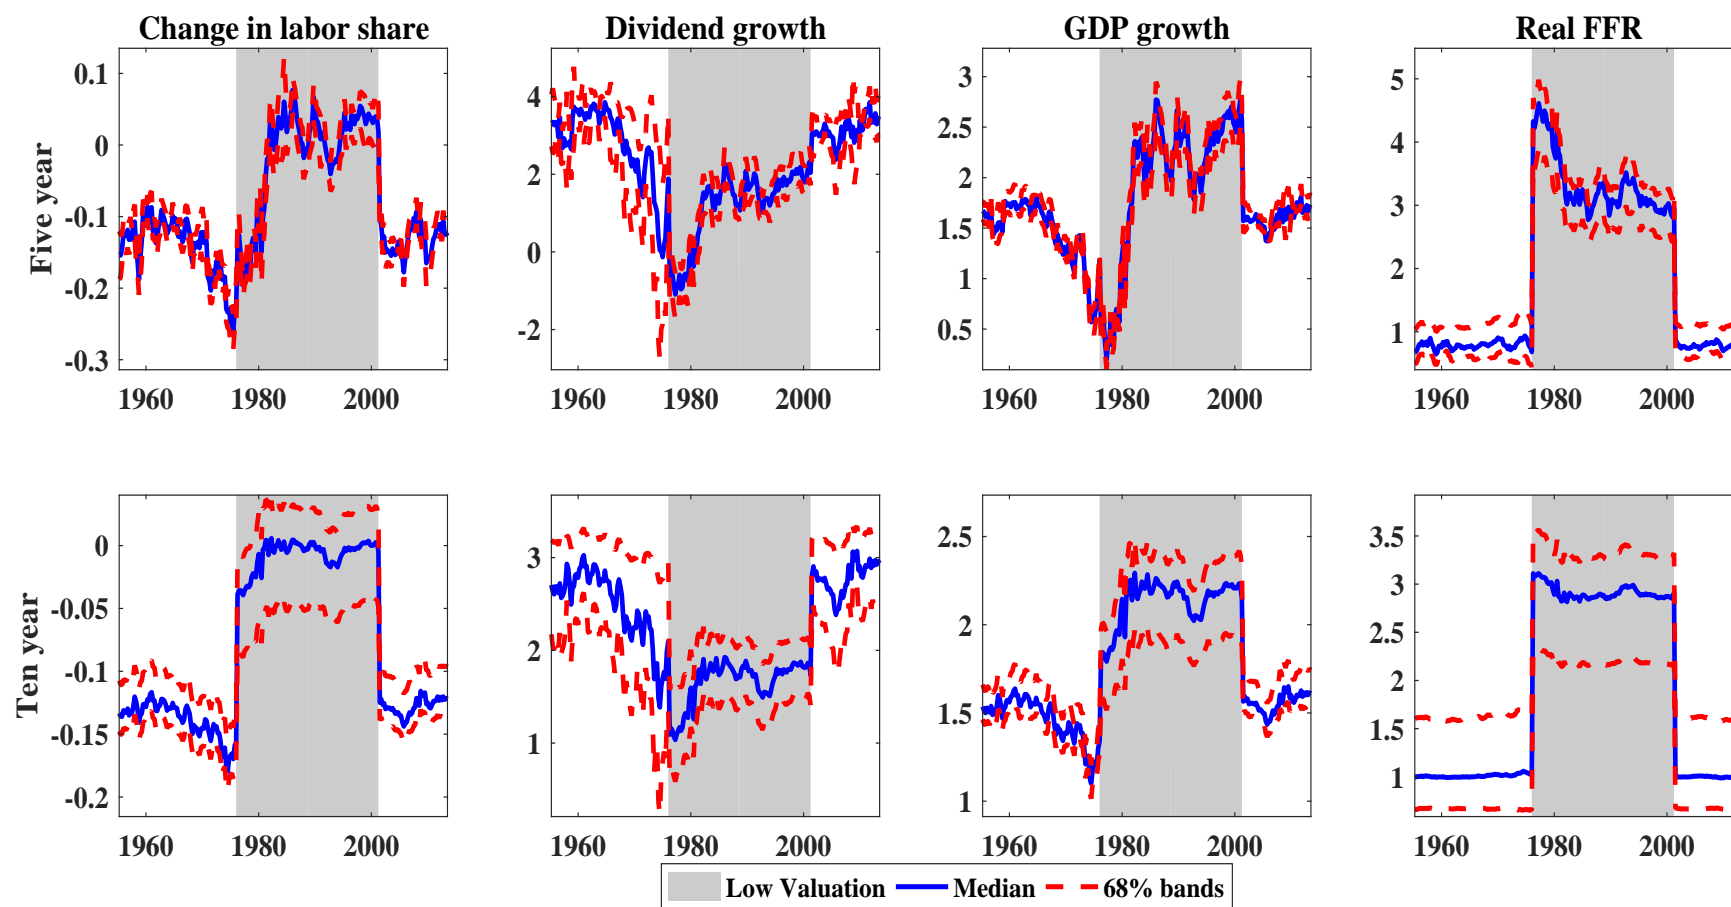 Change in labor share
Dividend growth
GDP growth
Real FFR
Five year
0.1
0
-0.1
-0.2
-0.3
1960 1980 2000
4
2
0
-2
1960 1980 2000
3
2.5
2
1.5
1
0.5
1960 1980 2000
5
4
3
2
1
1960 1980 2000
Ten year
0
-0.05
-0.1
-0.15
-0.2
1960 1980 2000
3
2
1
1960 1980 2000
2.5
2
1.5
1
1960 1980 2000
3.5
3
2.5
2
1.5
1
1960 1980 2000
Low Valuation Median 68% bands